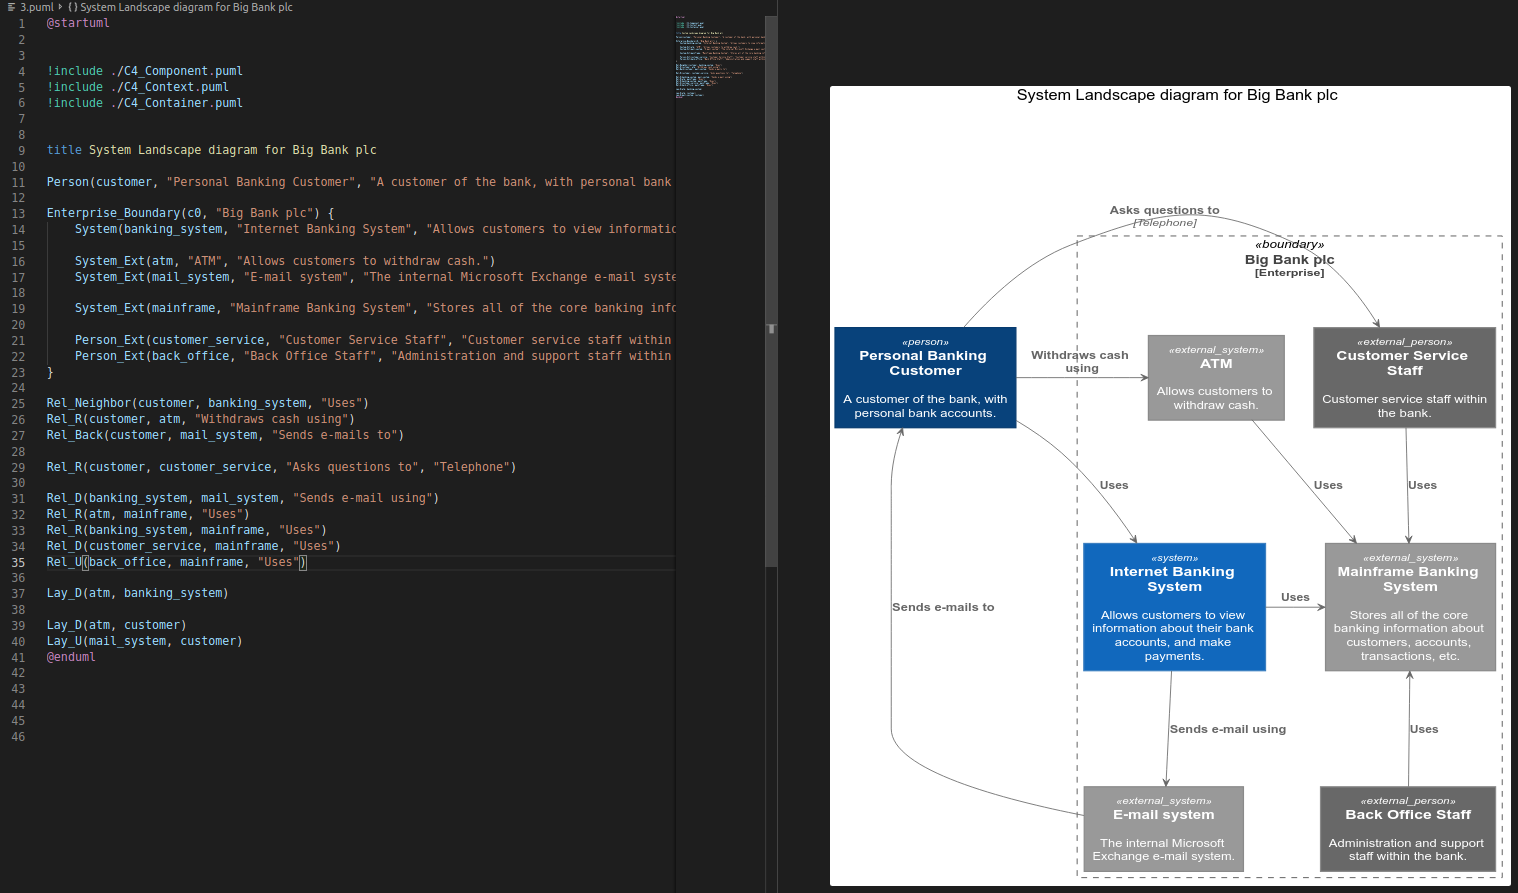 3.puml › {} System Landscape diagram for Big Bank plc
1 @startuml
2
3
4 !include ./C4_Component.puml
5 !include ./C4_Context.puml
6 !include ./C4_Container.puml
7
8
9 title System Landscape diagram for Big Bank plc
10
11 Person(customer, "Personal Banking Customer", "A customer of the bank, with personal bank
12
13 Enterprise_Boundary(c0, "Big Bank plc") {
14 System(banking_system, "Internet Banking System", "Allows customers to view informatio
15
16 System_Ext(atm, "ATM", "Allows customers to withdraw cash.")
17 System_Ext(mail_system, "E-mail system", "The internal Microsoft Exchange e-mail syste
18
19 System_Ext(mainframe, "Mainframe Banking System", "Stores all of the core banking info
20
21 Person_Ext(customer_service, "Customer Service Staff", "Customer service staff within
22 Person_Ext(back_office, "Back Office Staff", "Administration and support staff within
23 }
24
25 Rel_Neighbor(customer, banking_system, "Uses")
26 Rel_R(customer, atm, "Withdraws cash using")
27 Rel_Back(customer, mail_system, "Sends e-mails to")
28
29 Rel_R(customer, customer_service, "Asks questions to", "Telephone")
30
31 Rel_D(banking_system, mail_system, "Sends e-mail using")
32 Rel_R(atm, mainframe, "Uses")
33 Rel_R(banking_system, mainframe, "Uses")
34 Rel_D(customer_service, mainframe, "Uses")
35 Rel_U(back_office, mainframe, "Uses")
36
37 Lay_D(atm, banking_system)
38
39 Lay_D(atm, customer)
40 Lay_U(mail_system, customer)
41 @enduml
42
43
44
45
46
System Landscape diagram for Big Bank plc
Asks questions to
[Telephone]
«boundary»
Big Bank plc
[Enterprise]
«person»
Personal Banking
Customer
A customer of the bank, with
personal bank accounts.
Withdraws cash
using
«external_system»
ATM
Allows customers to
withdraw cash.
«external_person»
Customer Service
Staff
Customer service staff within
the bank.
Uses
Uses
Uses
«system»
Internet Banking
System
Allows customers to view
information about their bank
accounts, and make
payments.
Uses
«external_system»
Mainframe Banking
System
Stores all of the core
banking information about
customers, accounts,
transactions, etc.
Sends e-mails to
Sends e-mail using
Uses
«external_system»
E-mail system
The internal Microsoft
Exchange e-mail system.
«external_person»
Back Office Staff
Administration and support
staff within the bank.